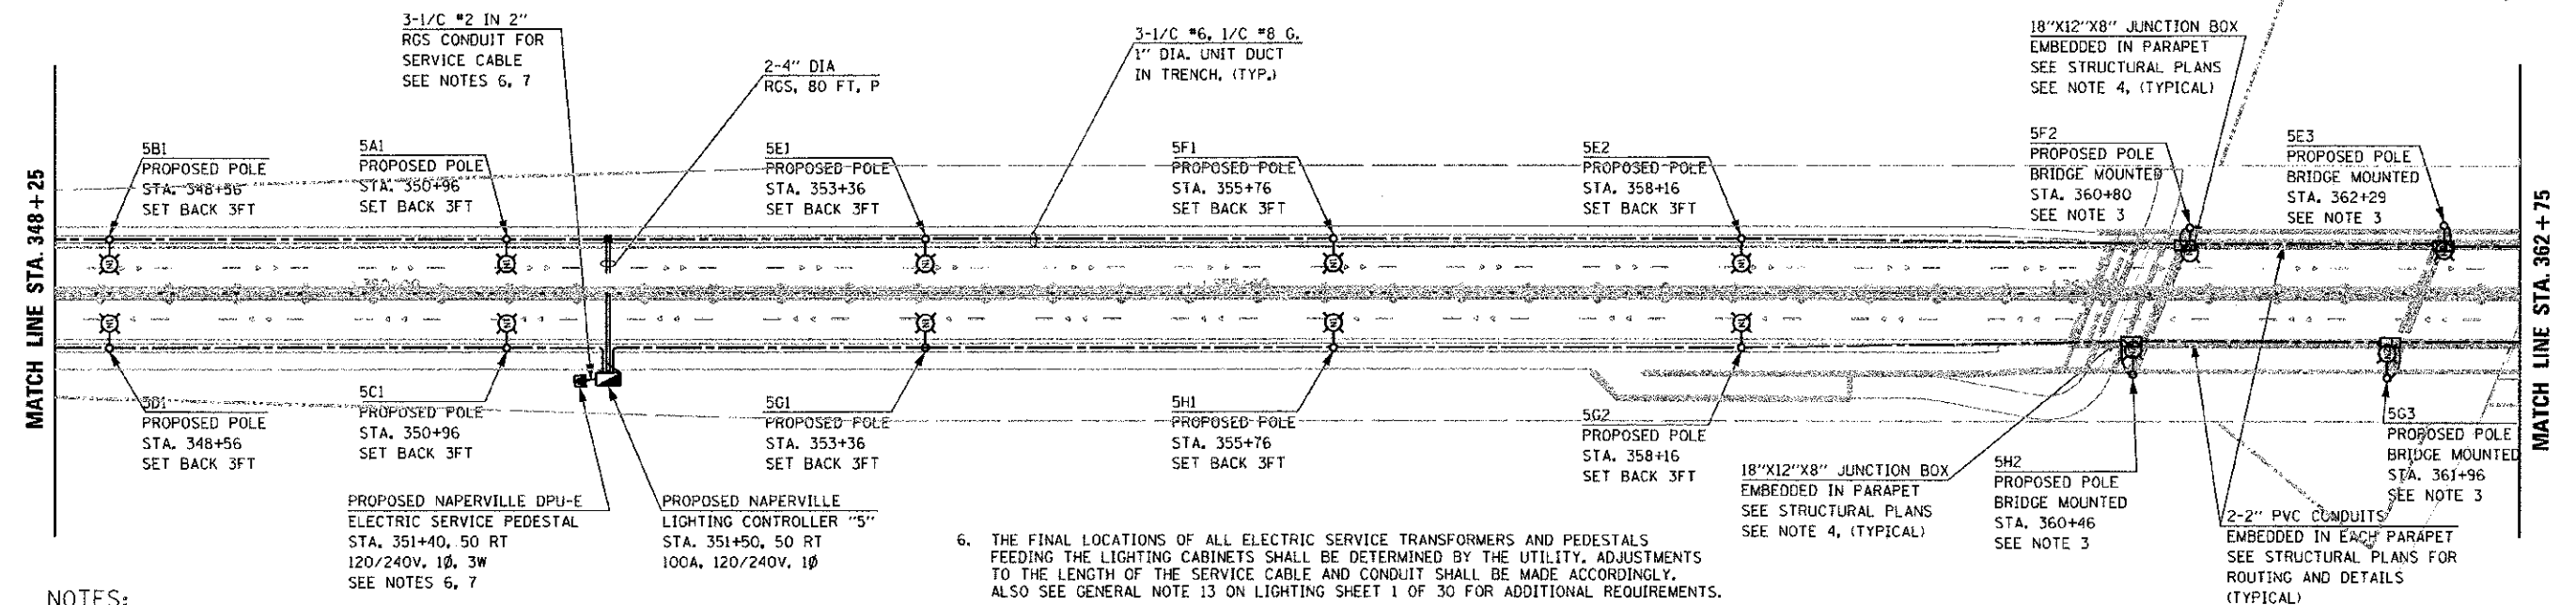 3-1/C #2 IN 2"
RGS CONDUIT FOR
SERVICE CABLE
SEE NOTES 6, 7
2-4" DIA
RGS, 80 FT, P
3-1/C #6, 1/C #8 G.
1" DIA. UNIT DUCT
IN TRENCH, (TYP.)
18"X12"X8" JUNCTION BOX
EMBEDDED IN PARAPET
SEE STRUCTURAL PLANS
SEE NOTE 4, (TYPICAL)
MATCH LINE STA. 348+25
5B1
PROPOSED POLE
STA. 348+56
SET BACK 3FT
5A1
PROPOSED POLE
STA. 350+96
SET BACK 3FT
5E1
PROPOSED POLE
STA. 353+36
SET BACK 3FT
5F1
PROPOSED POLE
STA. 355+76
SET BACK 3FT
5E2
PROPOSED POLE
STA. 358+16
SET BACK 3FT
5F2
PROPOSED POLE
BRIDGE MOUNTED
STA. 360+80
SEE NOTE 3
5E3
PROPOSED POLE
BRIDGE MOUNTED
STA. 362+29
SEE NOTE 3
MATCH LINE STA. 362+75
5D1
PROPOSED POLE
STA. 348+56
SET BACK 3FT
5C1
PROPOSED POLE
STA. 350+96
SET BACK 3FT
5G1
PROPOSED POLE
STA. 353+36
SET BACK 3FT
5H1
PROPOSED POLE
STA. 355+76
SET BACK 3FT
5G2
PROPOSED POLE
STA. 358+16
SET BACK 3FT
18"X12"X8" JUNCTION BOX
EMBEDDED IN PARAPET
SEE STRUCTURAL PLANS
SEE NOTE 4, (TYPICAL)
5H2
PROPOSED POLE
BRIDGE MOUNTED
STA. 360+46
SEE NOTE 3
5G3
PROPOSED POLE
BRIDGE MOUNTED
STA. 361+96
SEE NOTE 3
2-2" PVC CONDUITS
EMBEDDED IN EACH PARAPET
SEE STRUCTURAL PLANS FOR
ROUTING AND DETAILS
(TYPICAL)
PROPOSED NAPERVILLE DPU-E
ELECTRIC SERVICE PEDESTAL
STA. 351+40, 50 RT
120/240V, 1Ø, 3W
SEE NOTES 6, 7
PROPOSED NAPERVILLE
LIGHTING CONTROLLER "5"
STA. 351+50, 50 RT
100A, 120/240V, 1Ø
6. THE FINAL LOCATIONS OF ALL ELECTRIC SERVICE TRANSFORMERS AND PEDESTALS
FEEDING THE LIGHTING CABINETS SHALL BE DETERMINED BY THE UTILITY. ADJUSTMENTS
TO THE LENGTH OF THE SERVICE CABLE AND CONDUIT SHALL BE MADE ACCORDINGLY.
ALSO SEE GENERAL NOTE 13 ON LIGHTING SHEET 1 OF 30 FOR ADDITIONAL REQUIREMENTS.
NOTES: